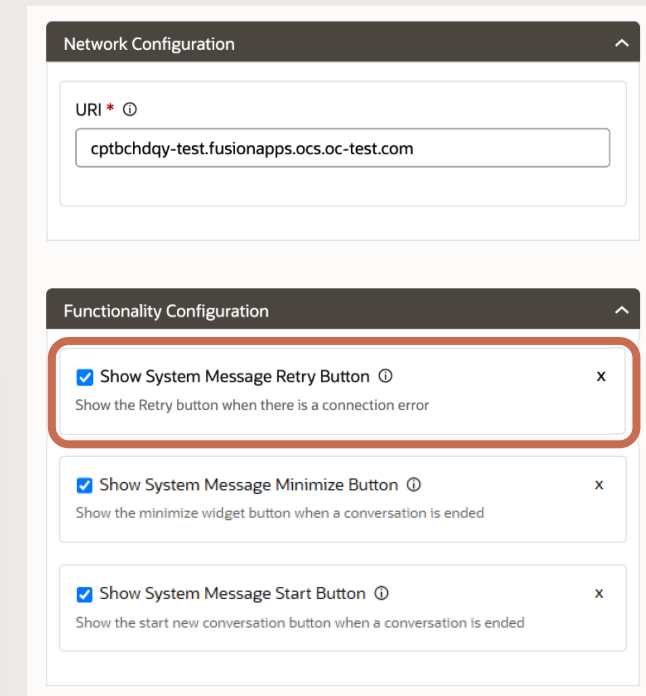 Network Configuration
URI *
cptbchdqy-test.fusionapps.ocs.oc-test.com
Functionality Configuration
Show System Message Retry Button
x
Show the Retry button when there is a connection error
Show System Message Minimize Button
x
Show the minimize widget button when a conversation is ended
Show System Message Start Button
x
Show the start new conversation button when a conversation is ended